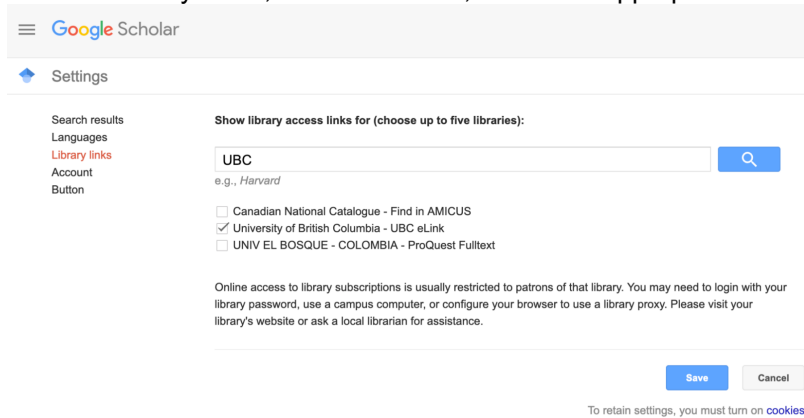 Google Scholar
Settings
Search results
Languages
Library links
Account
Button
Show library access links for (choose up to five libraries):
UBC
e.g., Harvard
Canadian National Catalogue - Find in AMICUS
University of British Columbia - UBC eLink
UNIV EL BOSQUE - COLOMBIA - ProQuest Fulltext
Online access to library subscriptions is usually restricted to patrons of that library. You may need to login with your
library password, use a campus computer, or configure your browser to use a library proxy. Please visit your
library's website or ask a local librarian for assistance.
Save Cancel
To retain settings, you must turn on cookies